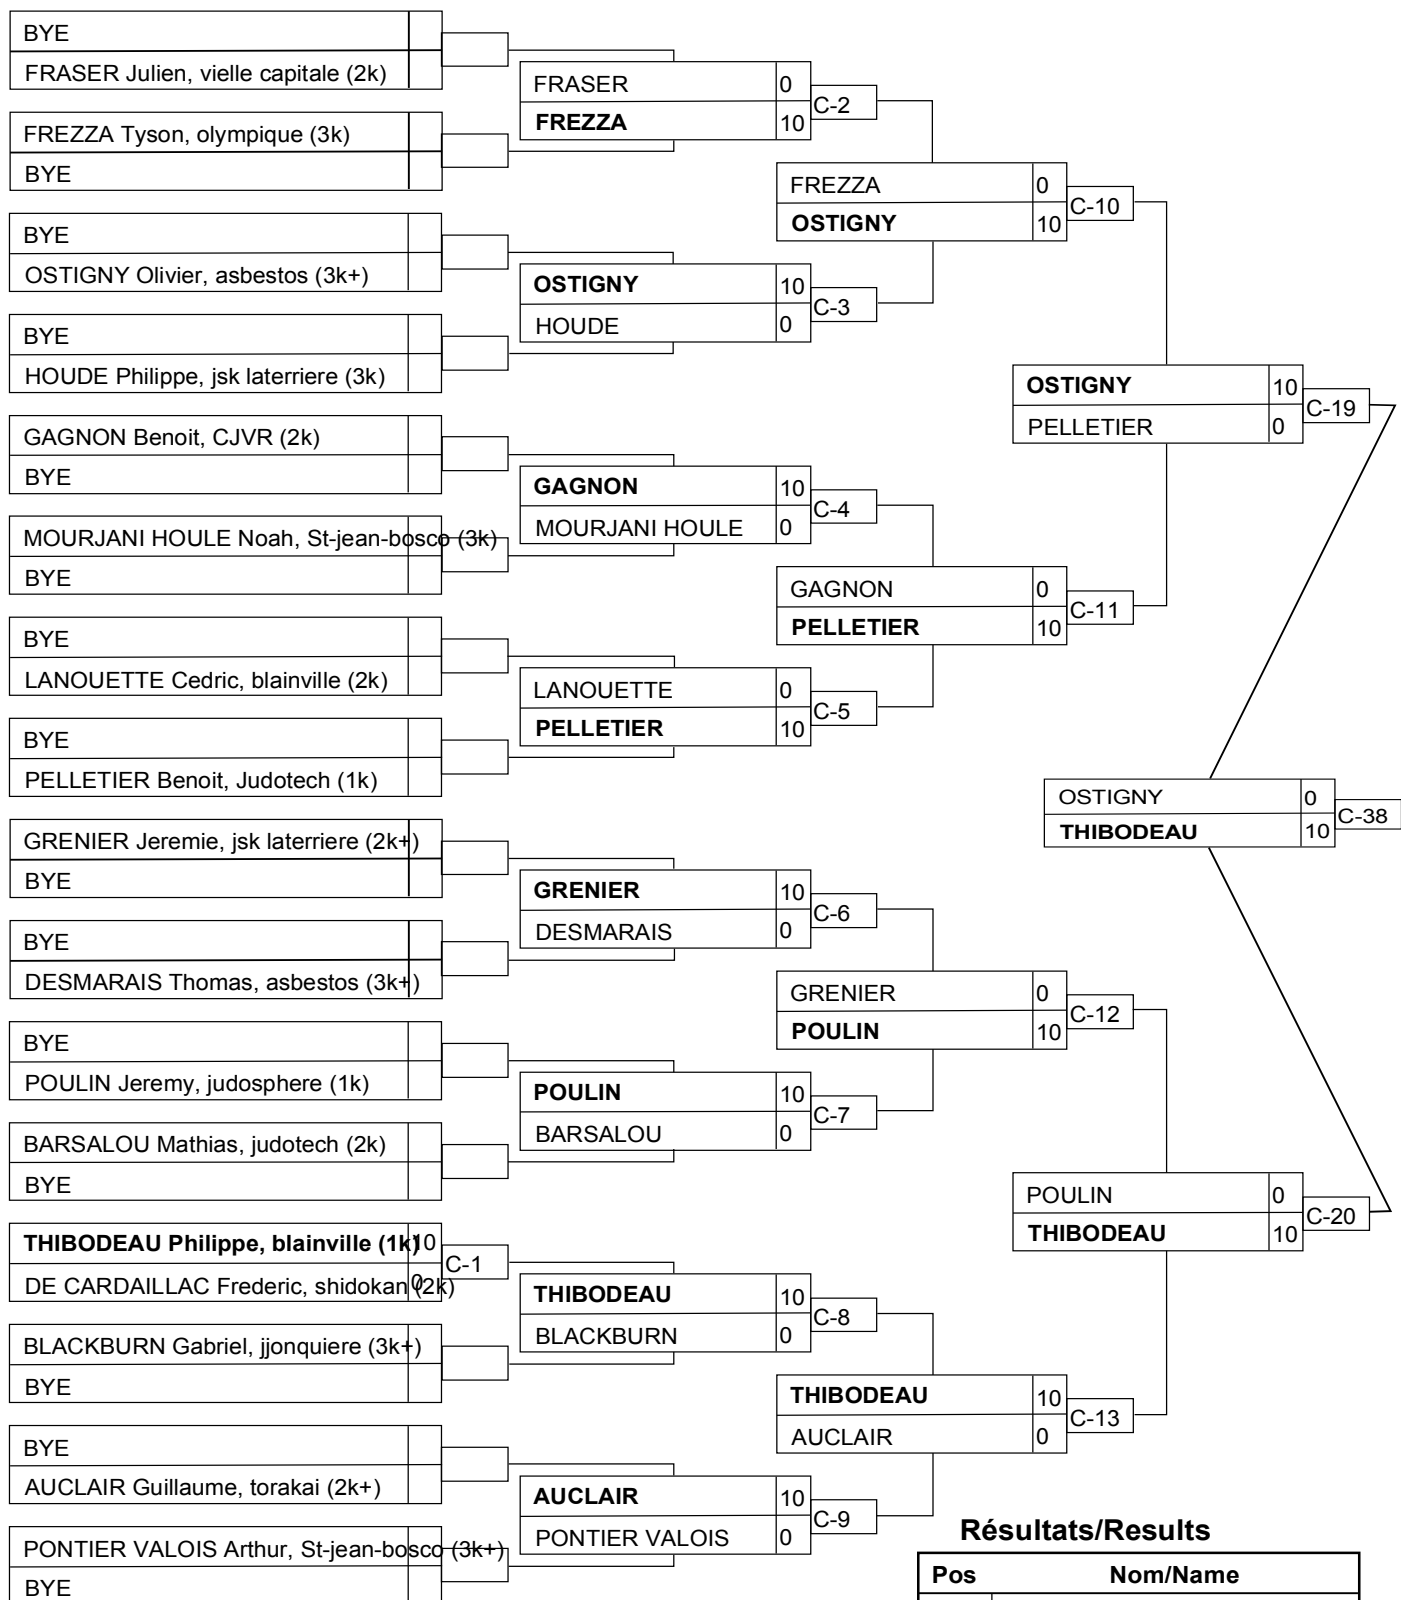 BYE
FRASER Julien, vielle capitale (2k)
FREZZA Tyson, olympique (3k)
BYE
BYE
OSTIGNY Olivier, asbestos (3k+)
BYE
HOUDE Philippe, jsk laterriere (3k)
GAGNON Benoit, CJVR (2k)
BYE
MOURJANI HOULE Noah, St-jean-bosco (3k)
BYE
BYE
LANOUETTE Cedric, blainville (2k)
BYE
PELLETIER Benoit, Judotech (1k)
GRENIER Jeremie, jsk laterriere (2k+)
BYE
BYE
DESMARAIS Thomas, asbestos (3k+)
BYE
POULIN Jeremy, judosphere (1k)
BARSALOU Mathias, judotech (2k)
BYE
THIBODEAU Philippe, blainville (1k) 10
DE CARDAILLAC Frederic, shidokan (2k) 0
C-1
BLACKBURN Gabriel, jjonquiere (3k+)
BYE
BYE
AUCLAIR Guillaume, torakai (2k+)
PONTIER VALOIS Arthur, St-jean-bosco (3k+)
BYE
FRASER 0
FREZZA 10
C-2
OSTIGNY 10
HOUDE 0
C-3
GAGNON 10
MOURJANI HOULE 0
C-4
LANOUETTE 0
PELLETIER 10
C-5
GRENIER 10
DESMARAIS 0
C-6
POULIN 10
BARSALOU 0
C-7
THIBODEAU 10
BLACKBURN 0
C-8
AUCLAIR 10
PONTIER VALOIS 0
C-9
FREZZA 0
OSTIGNY 10
C-10
GAGNON 0
PELLETIER 10
C-11
GRENIER 0
POULIN 10
C-12
THIBODEAU 10
AUCLAIR 0
C-13
OSTIGNY 10
PELLETIER 0
C-19
POULIN 0
THIBODEAU 10
C-20
OSTIGNY 0
THIBODEAU 10
C-38
Résultats/Results
Pos Nom/Name